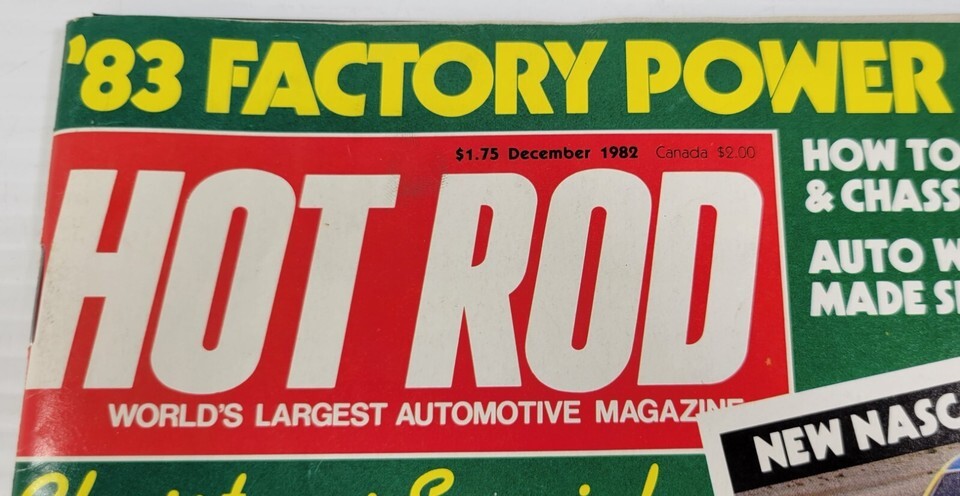 '83 FACTORY POWER
$1.75 December 1982 Canada $2.00
HOT ROD
WORLD'S LARGEST AUTOMOTIVE MAGAZINE
HOW TO
& CHASS
AUTO W
MADE S
NEW NASC